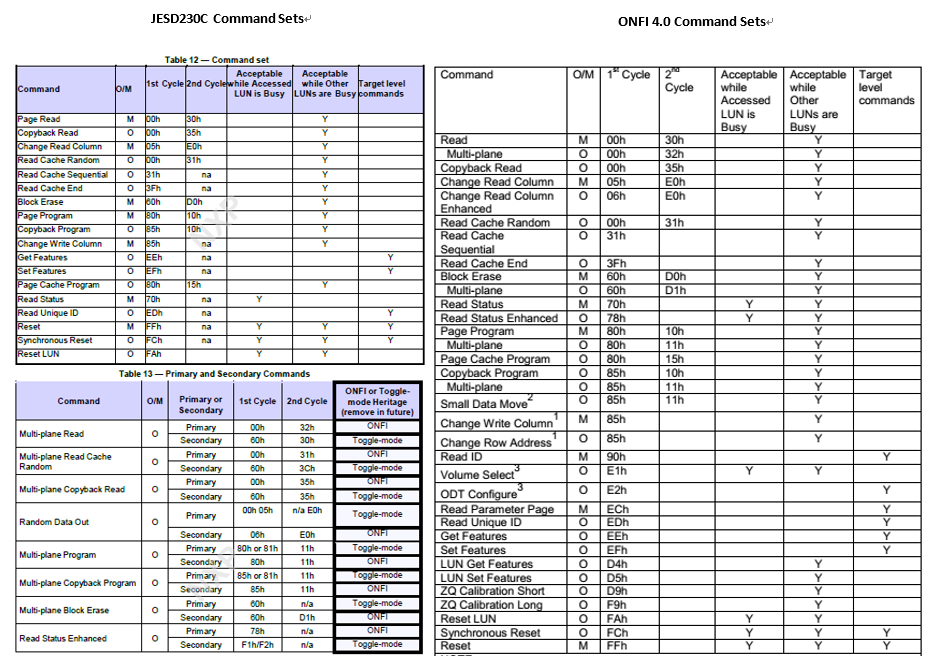 JESD230C Command Sets
Table 12 — Command set
Command O/M 1st Cycle 2nd Cycle Acceptable while Accessed LUN is Busy Acceptable while Other LUNs are Busy Target level commands
Page Read M 00h 30h Y
Copyback Read O 00h 35h Y
Change Read Column M 05h E0h Y
Read Cache Random O 00h 31h Y
Read Cache Sequential O 31h na Y
Read Cache End O 3Fh na Y
Block Erase M 60h D0h Y
Page Program M 80h 10h Y
Copyback Program O 85h 10h Y
Change Write Column M 85h na Y
Get Features O EEh na Y
Set Features O EFh na Y
Page Cache Program O 80h 15h Y
Read Status M 70h na Y
Read Unique ID O EDh na Y
Reset M FFh na Y Y Y
Synchronous Reset O FCh na Y Y Y
Reset LUN O FAh Y Y
NXP
Table 13 — Primary and Secondary Commands
Command O/M Primary or Secondary 1st Cycle 2nd Cycle ONFI or Toggle-mode Heritage (remove in future)
Multi-plane Read O Primary 00h 32h ONFI
Secondary 60h 30h Toggle-mode
Multi-plane Read Cache Random O Primary 00h 31h ONFI
Secondary 60h 3Ch Toggle-mode
Multi-plane Copyback Read O Primary 00h 35h ONFI
Secondary 60h 35h Toggle-mode
Random Data Out O Primary 00h 05h n/a E0h Toggle-mode
Secondary 06h E0h ONFI
Multi-plane Program O Primary 80h or 81h 11h Toggle-mode
Secondary 80h 11h ONFI
Multi-plane Copyback Program O Primary 85h or 81h 11h Toggle-mode
Secondary 85h 11h ONFI
Multi-plane Block Erase O Primary 60h n/a Toggle-mode
Secondary 60h D1h ONFI
Read Status Enhanced O Primary 78h n/a ONFI
Secondary F1h/F2h n/a Toggle-mode
ONFI 4.0 Command Sets
Command O/M 1st Cycle 2nd Cycle Acceptable while Accessed LUN is Busy Acceptable while Other LUNs are Busy Target level commands
Read M 00h 30h Y
Multi-plane O 00h 32h Y
Copyback Read O 00h 35h Y
Change Read Column M 05h E0h Y
Change Read Column Enhanced O 06h E0h Y
Read Cache Random O 00h 31h Y
Read Cache Sequential O 31h Y
Read Cache End O 3Fh Y
Block Erase M 60h D0h Y
Multi-plane O 60h D1h Y
Read Status M 70h Y Y
Read Status Enhanced O 78h Y Y
Page Program M 80h 10h Y
Multi-plane O 80h 11h Y
Page Cache Program O 80h 15h Y
Copyback Program O 85h 10h Y
Multi-plane O 85h 11h Y
Small Data Move2 O 85h 11h Y
Change Write Column1 M 85h Y
Change Row Address1 O 85h Y
Read ID M 90h Y
Volume Select3 O E1h Y Y
ODT Configure3 O E2h Y
Read Parameter Page M ECh Y
Read Unique ID O EDh Y
Get Features O EEh Y
Set Features O EFh Y
LUN Get Features O D4h Y
LUN Set Features O D5h Y
ZQ Calibration Short O D9h Y
ZQ Calibration Long O F9h Y
Reset LUN O FAh Y Y
Synchronous Reset O FCh Y Y Y
Reset M FFh Y Y Y